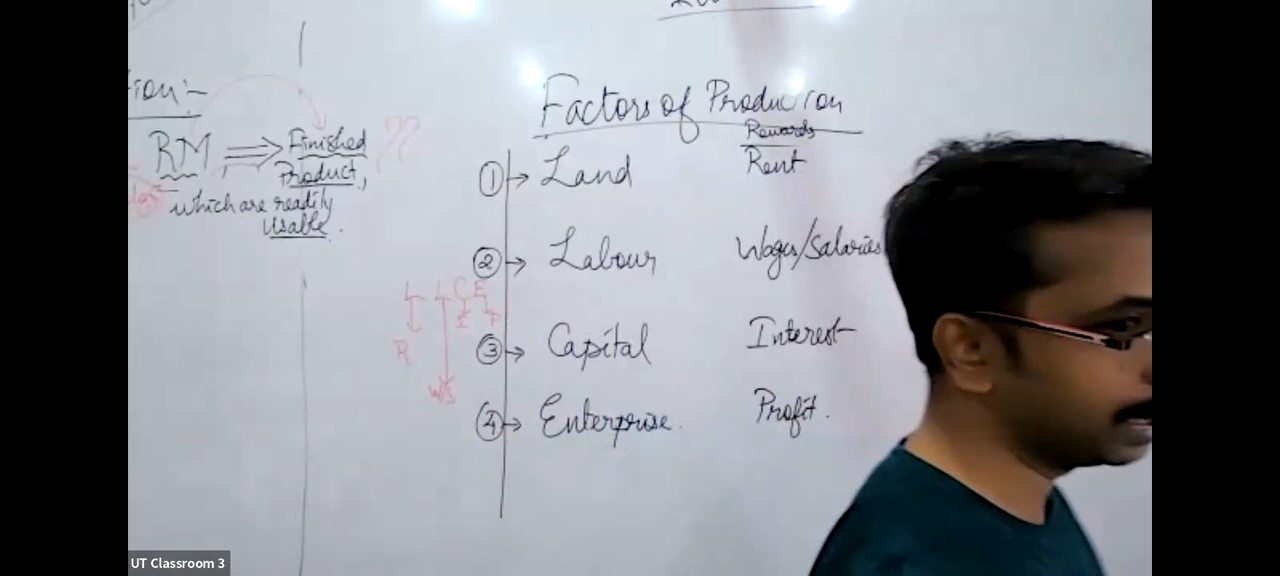 RM ⇒ Finished
Product,
which are readily
Usable.
Factors of Production
Rewards
① → Land Rent
② → Labour Wages/Salaries
③ → Capital Interest
④ → Enterprise. Profit.
L L C E
I P
R
W/S
??
UT Classroom 3